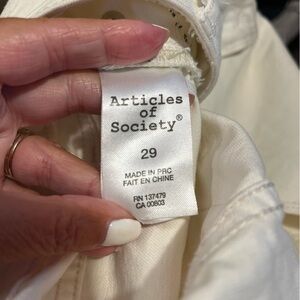 Articles
of
Society®
29
MADE IN PRC
FAIT EN CHINE
RN 137479
CA 00803